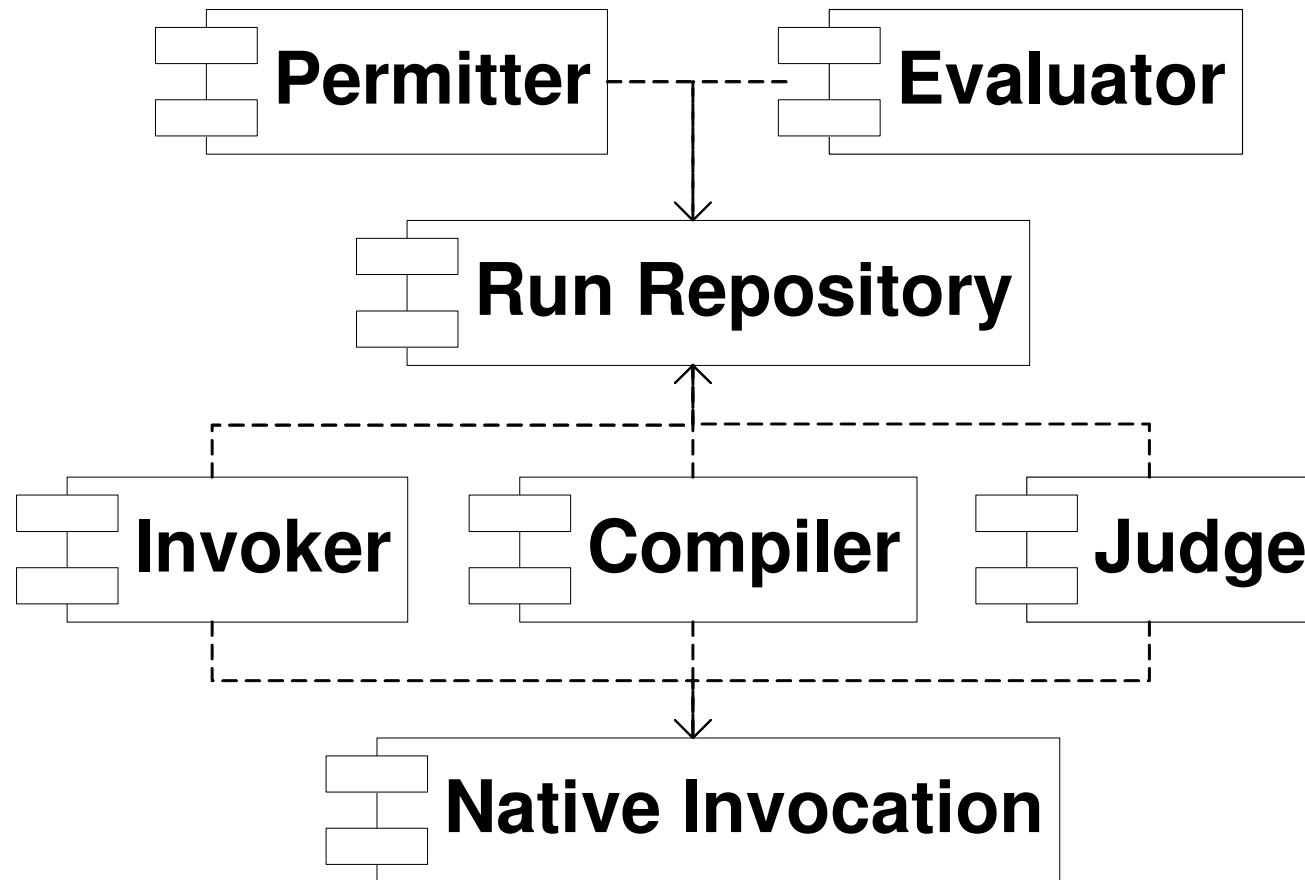 Permitter
Evaluator
Run Repository
Invoker
Compiler
Judge
Native Invocation